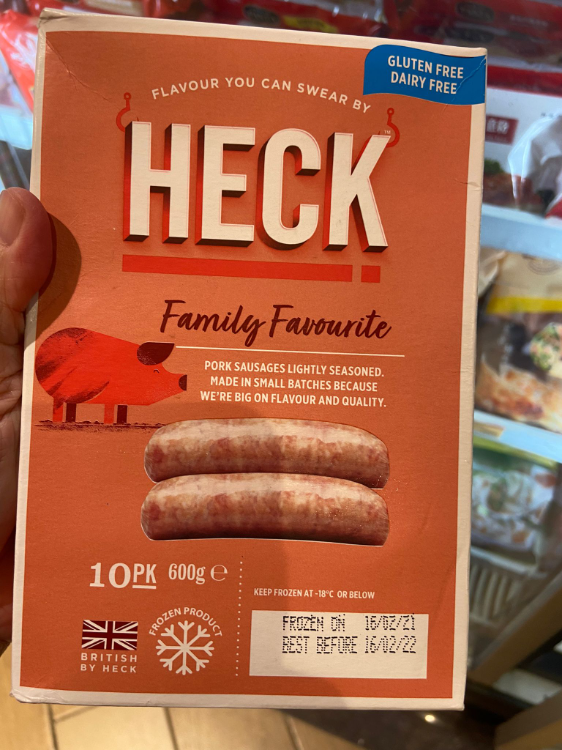 GLUTEN FREE
DAIRY FREE
FLAVOUR YOU CAN SWEAR BY
HECK™
Family Favourite
PORK SAUSAGES LIGHTLY SEASONED.
MADE IN SMALL BATCHES BECAUSE
WE'RE BIG ON FLAVOUR AND QUALITY.
10PK 600g ℮
KEEP FROZEN AT -18°C OR BELOW
FROZEN ON 16/02/21
BEST BEFORE 16/02/22
BRITISH
BY HECK
FROZEN PRODUCT